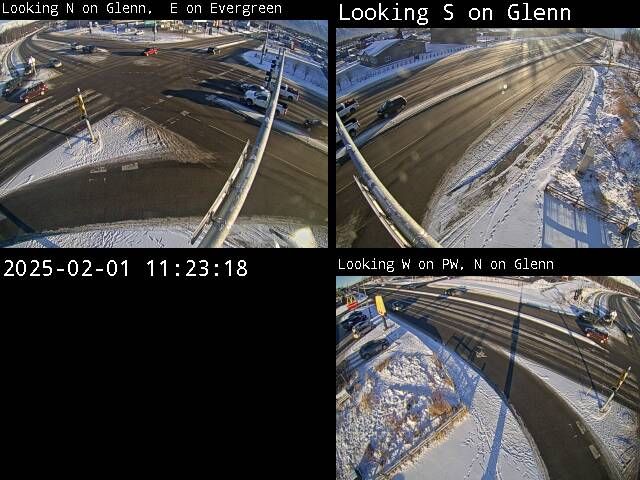 Looking N on Glenn,  E on Evergreen
Looking S on Glenn
2025-02-01 11:23:18
Looking W on PW, N on Glenn